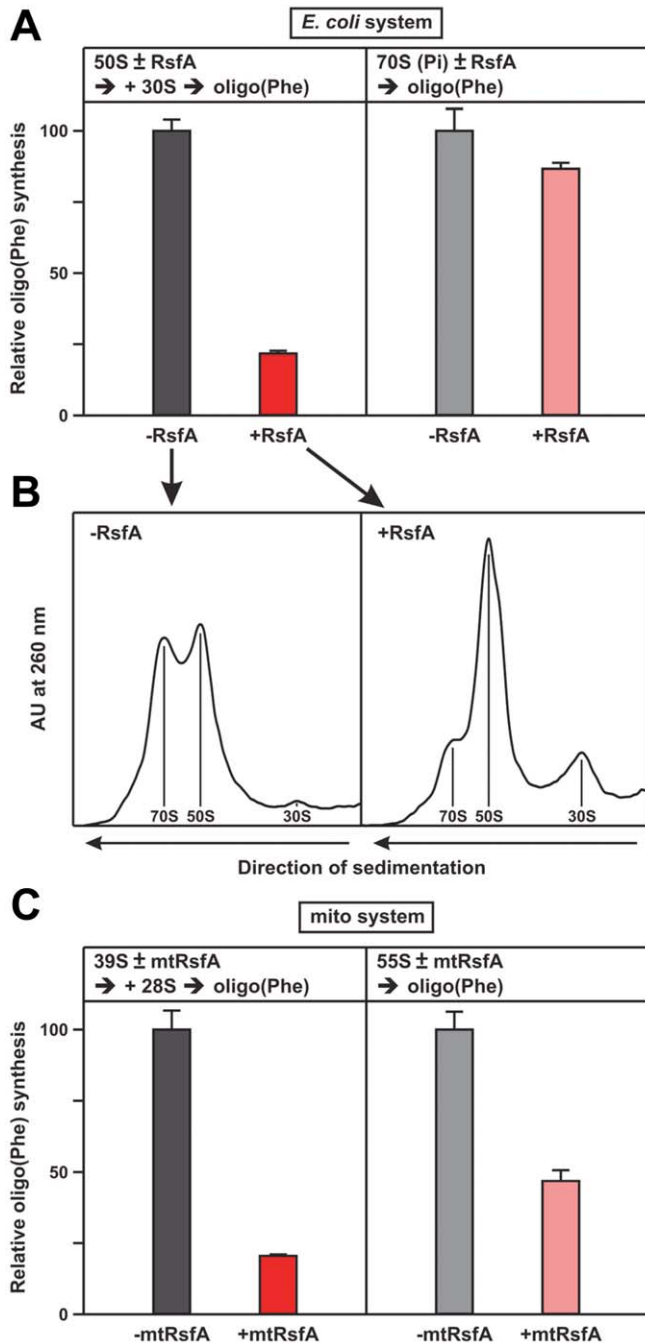 A
E. coli system
50S ± RsfA
➔ + 30S ➔ oligo(Phe)
70S (Pi) ± RsfA
➔ oligo(Phe)
Relative oligo(Phe) synthesis
100
50
0
-RsfA
+RsfA
-RsfA
+RsfA
B
-RsfA
+RsfA
AU at 260 nm
70S
50S
30S
70S
50S
30S
Direction of sedimentation
C
mito system
39S ± mtRsfA
➔ + 28S ➔ oligo(Phe)
55S ± mtRsfA
➔ oligo(Phe)
Relative oligo(Phe) synthesis
100
50
0
-mtRsfA
+mtRsfA
-mtRsfA
+mtRsfA